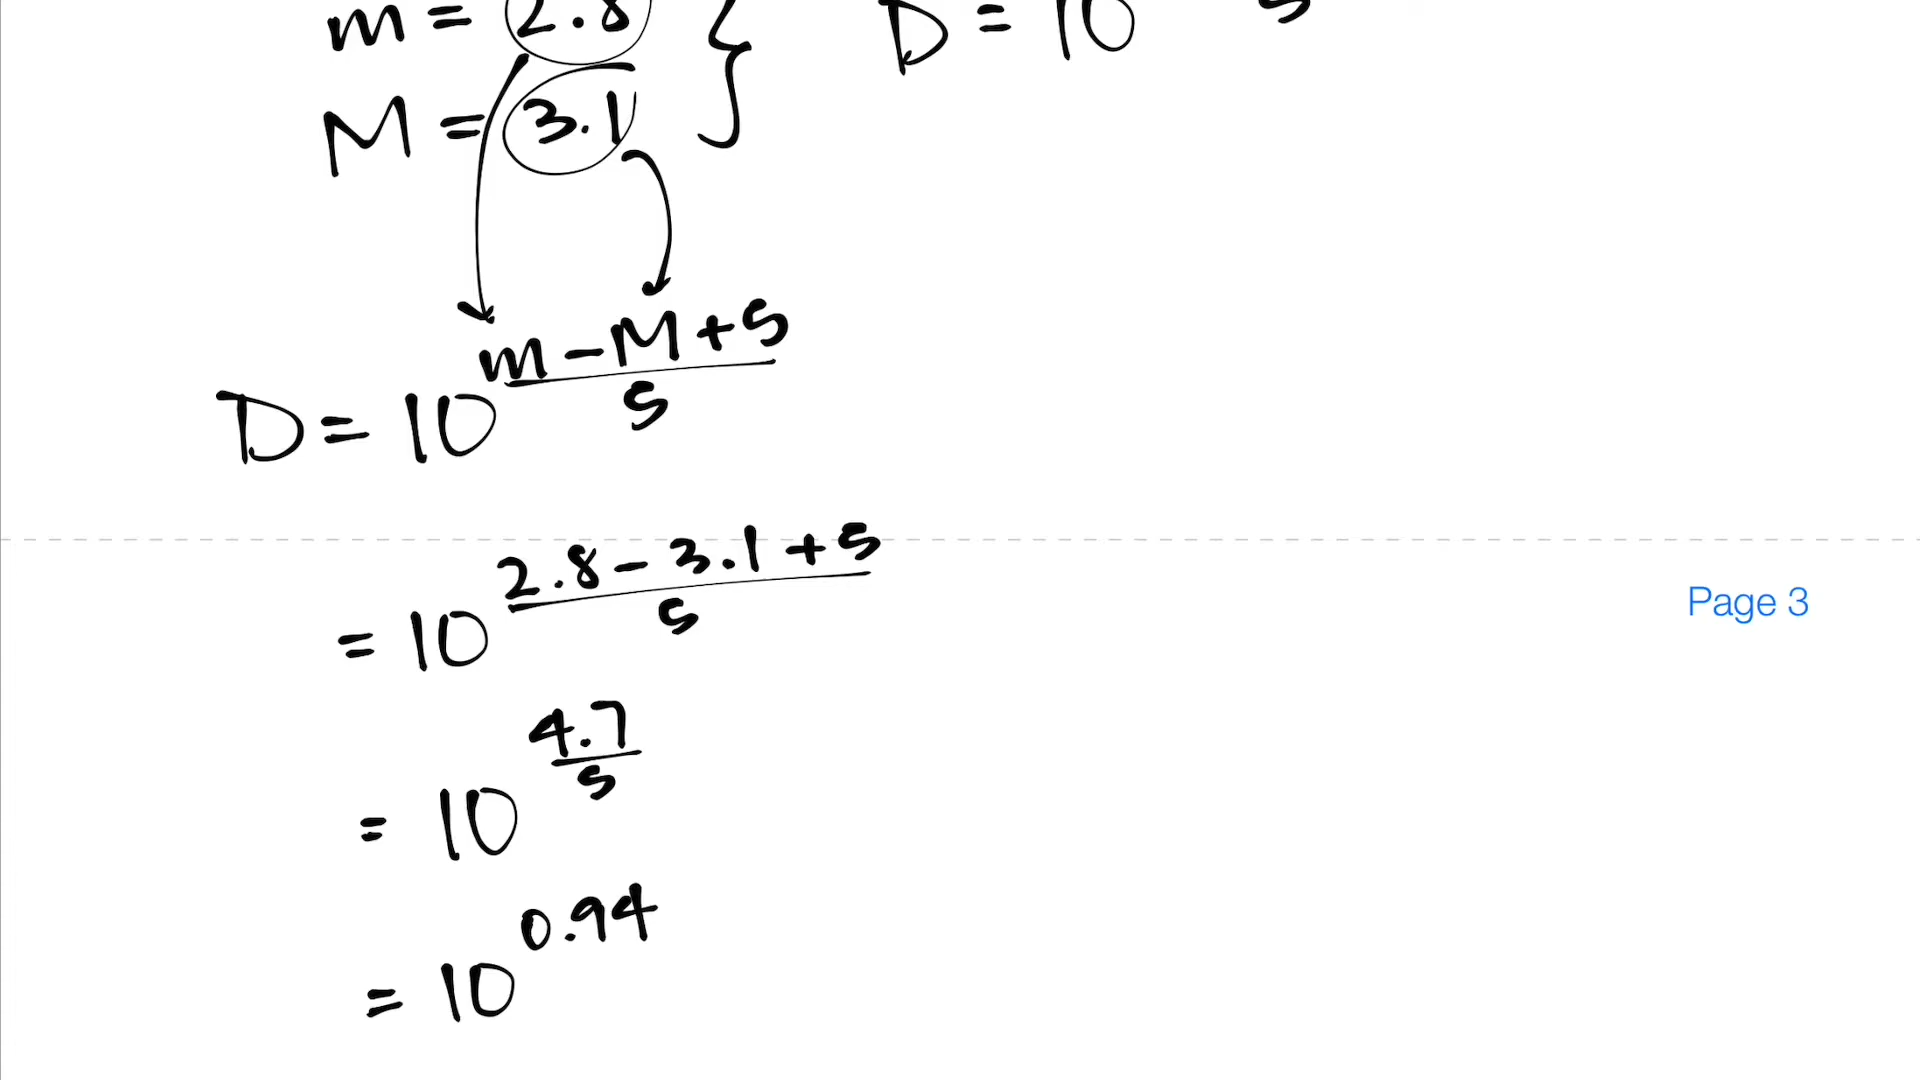 m = 2.8 } D = 10 5
M = 3.1
D = 10^(m - M + 5)/5
= 10^(2.8 - 3.1 + 5)/5
Page 3
= 10^(4.7)/5
= 10^0.94